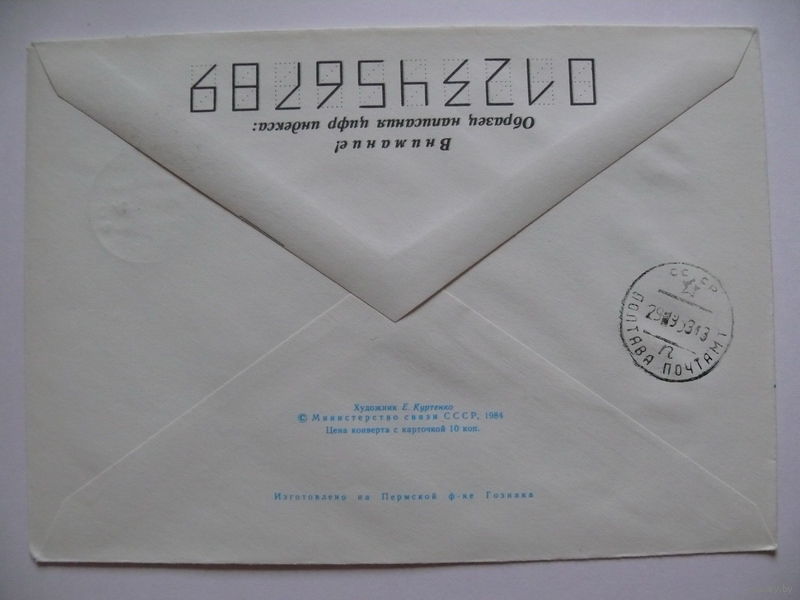 Внимание!
Образец написания цифр индекса:
0123456789
СССР
ПОЛТАВА ПОЧТАМТ
Художник Е. Куртенко
© Министерство связи СССР, 1984
Цена конверта с карточкой 10 коп.
Изготовлено на Пермской ф-ке Гознака